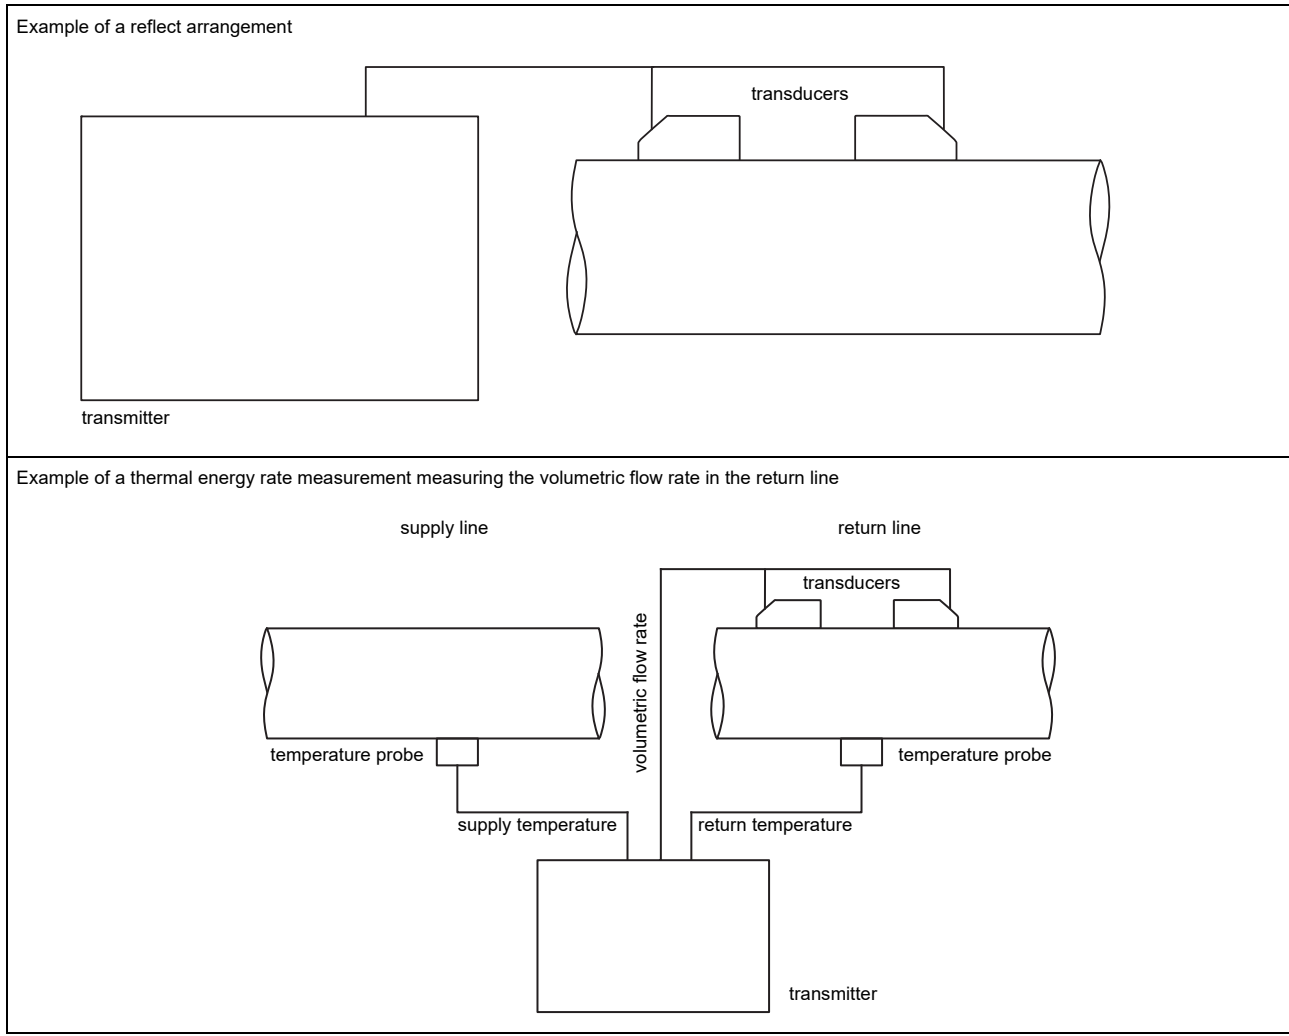 Example of a reflect arrangement
transducers
transmitter
Example of a thermal energy rate measurement measuring the volumetric flow rate in the return line
supply line
return line
transducers
volumetric flow rate
temperature probe
temperature probe
supply temperature
return temperature
transmitter